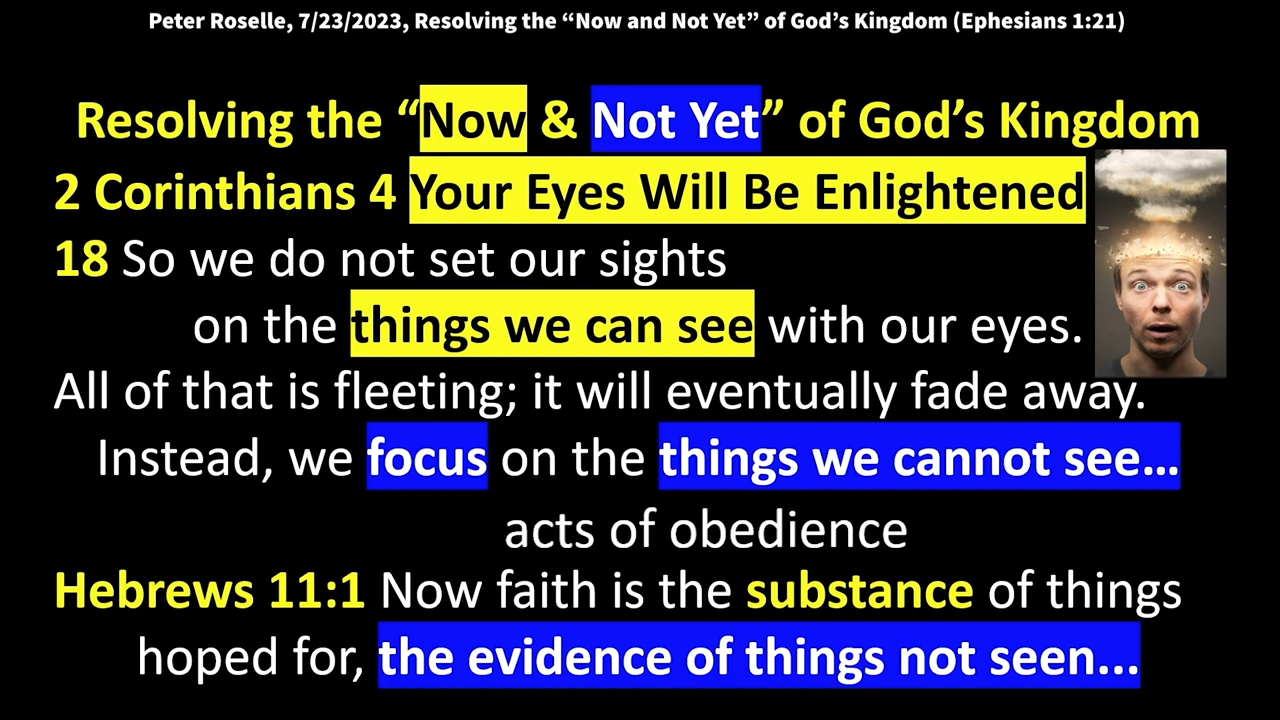 Peter Roselle, 7/23/2023, Resolving the “Now and Not Yet” of God’s Kingdom (Ephesians 1:21)
Resolving the “Now & Not Yet” of God’s Kingdom
2 Corinthians 4 Your Eyes Will Be Enlightened
18 So we do not set our sights
on the things we can see with our eyes.
All of that is fleeting; it will eventually fade away.
Instead, we focus on the things we cannot see…
acts of obedience
Hebrews 11:1 Now faith is the substance of things
hoped for, the evidence of things not seen...